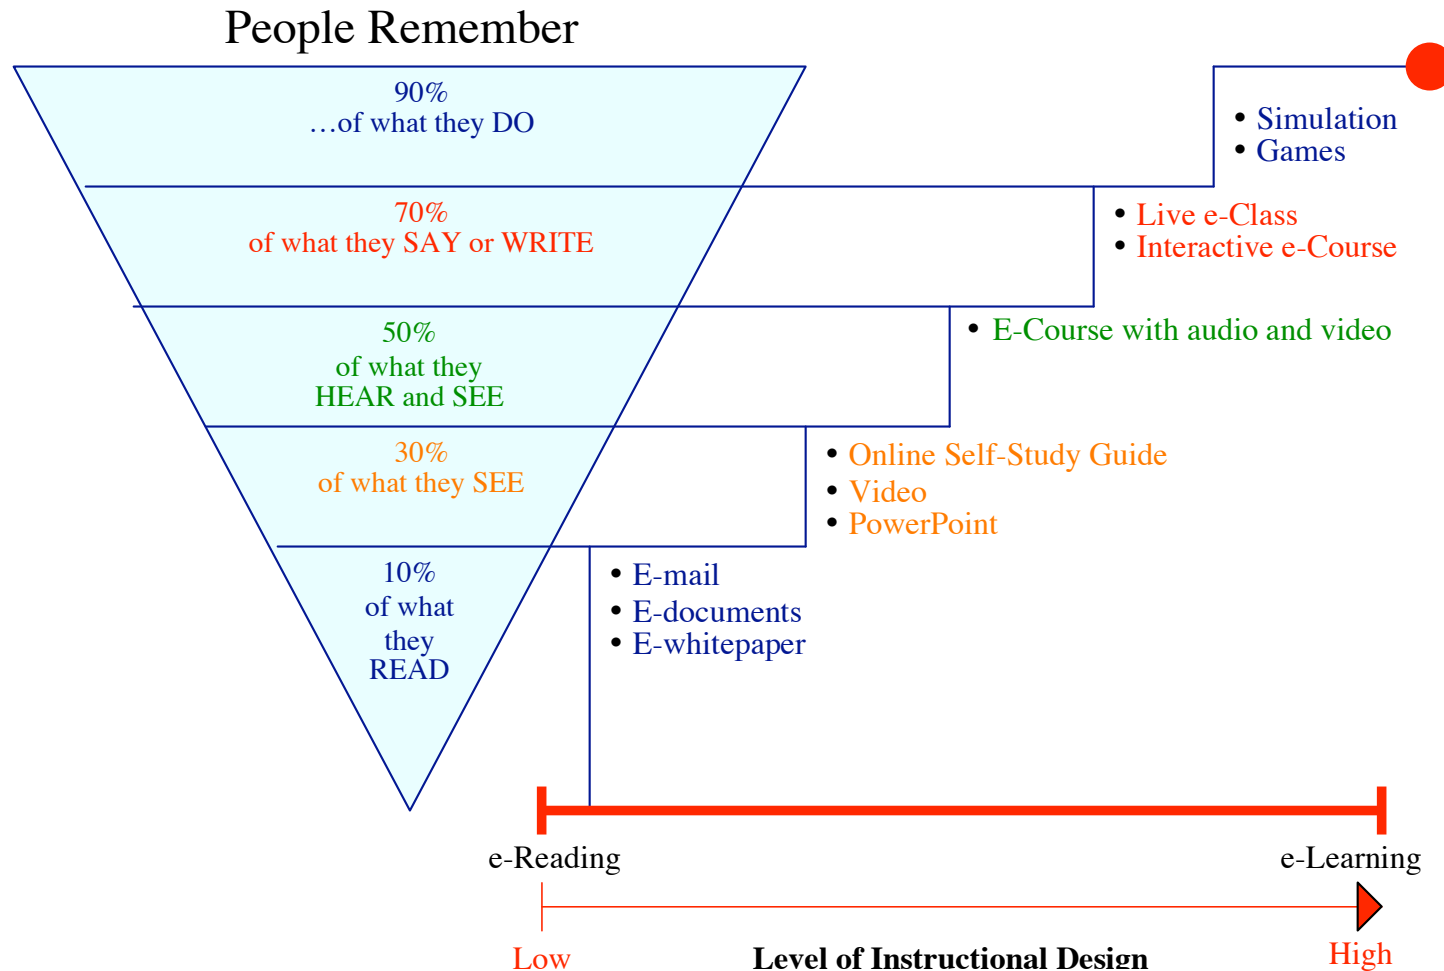 People Remember
90%
…of what they DO
• Simulation
• Games
70%
of what they SAY or WRITE
• Live e-Class
• Interactive e-Course
50%
of what they
HEAR and SEE
• E-Course with audio and video
30%
of what they SEE
• Online Self-Study Guide
• Video
• PowerPoint
10%
of what
they
READ
• E-mail
• E-documents
• E-whitepaper
e-Reading
e-Learning
Low
Level of Instructional Design
High